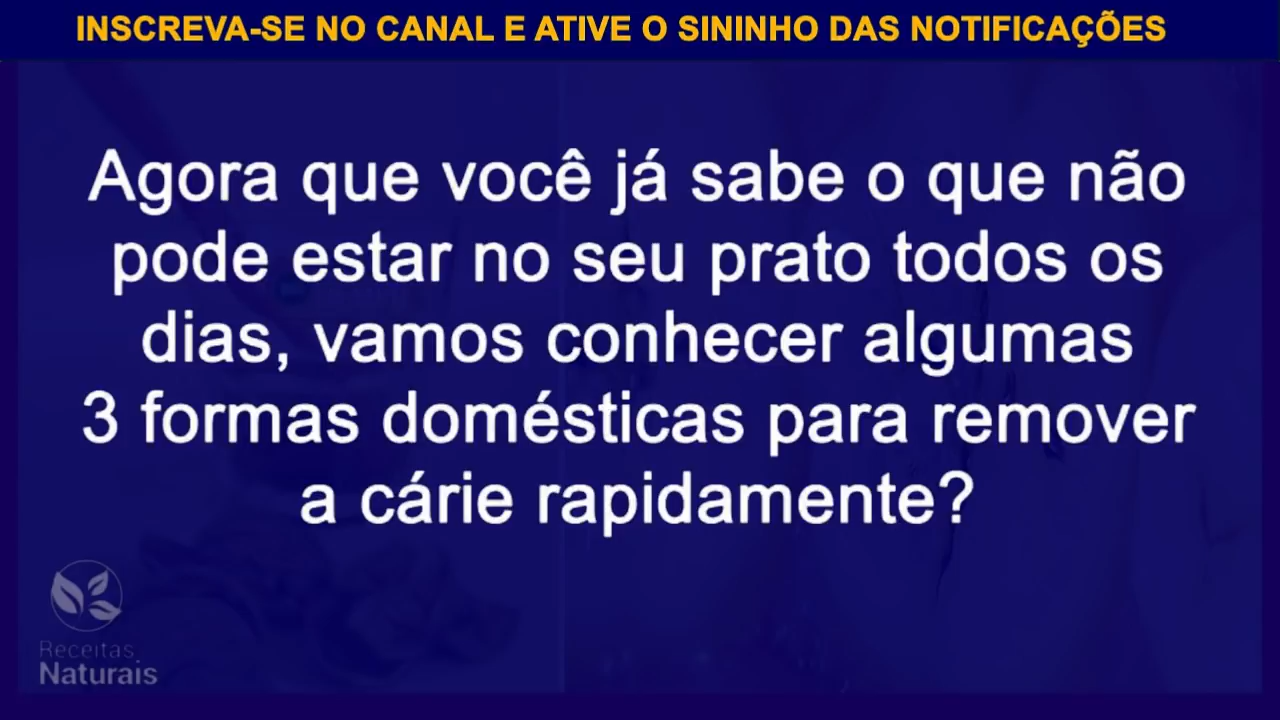 INSCREVA-SE NO CANAL E ATIVE O SININHO DAS NOTIFICAÇÕES
Agora que você já sabe o que não
pode estar no seu prato todos os
dias, vamos conhecer algumas
3 formas domésticas para remover
a cárie rapidamente?
Receitas
Naturais